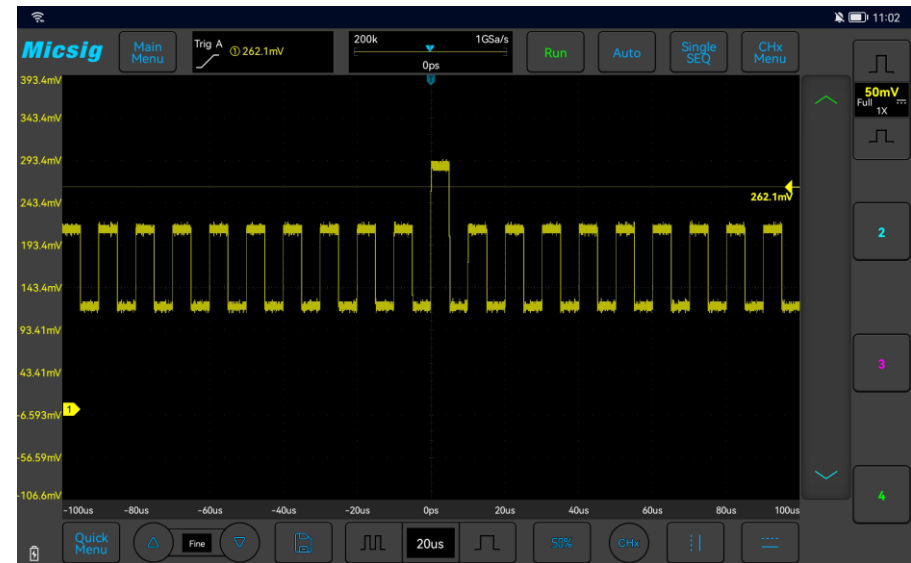 11:02
Micsig
Main
Menu
Trig A
① 262.1mV
200k
1GSa/s
0ps
Run
Auto
Single
SEQ
CHx
Menu
50mV
Full
1X
393.4mV
343.4mV
293.4mV
243.4mV
193.4mV
143.4mV
93.41mV
43.41mV
-6.593mV
-56.59mV
-106.6mV
T
262.1mV
1
2
3
4
-100us
-80us
-60us
-40us
-20us
0ps
20us
40us
60us
80us
100us
Quick
Menu
Fine
20us
50%
CHx